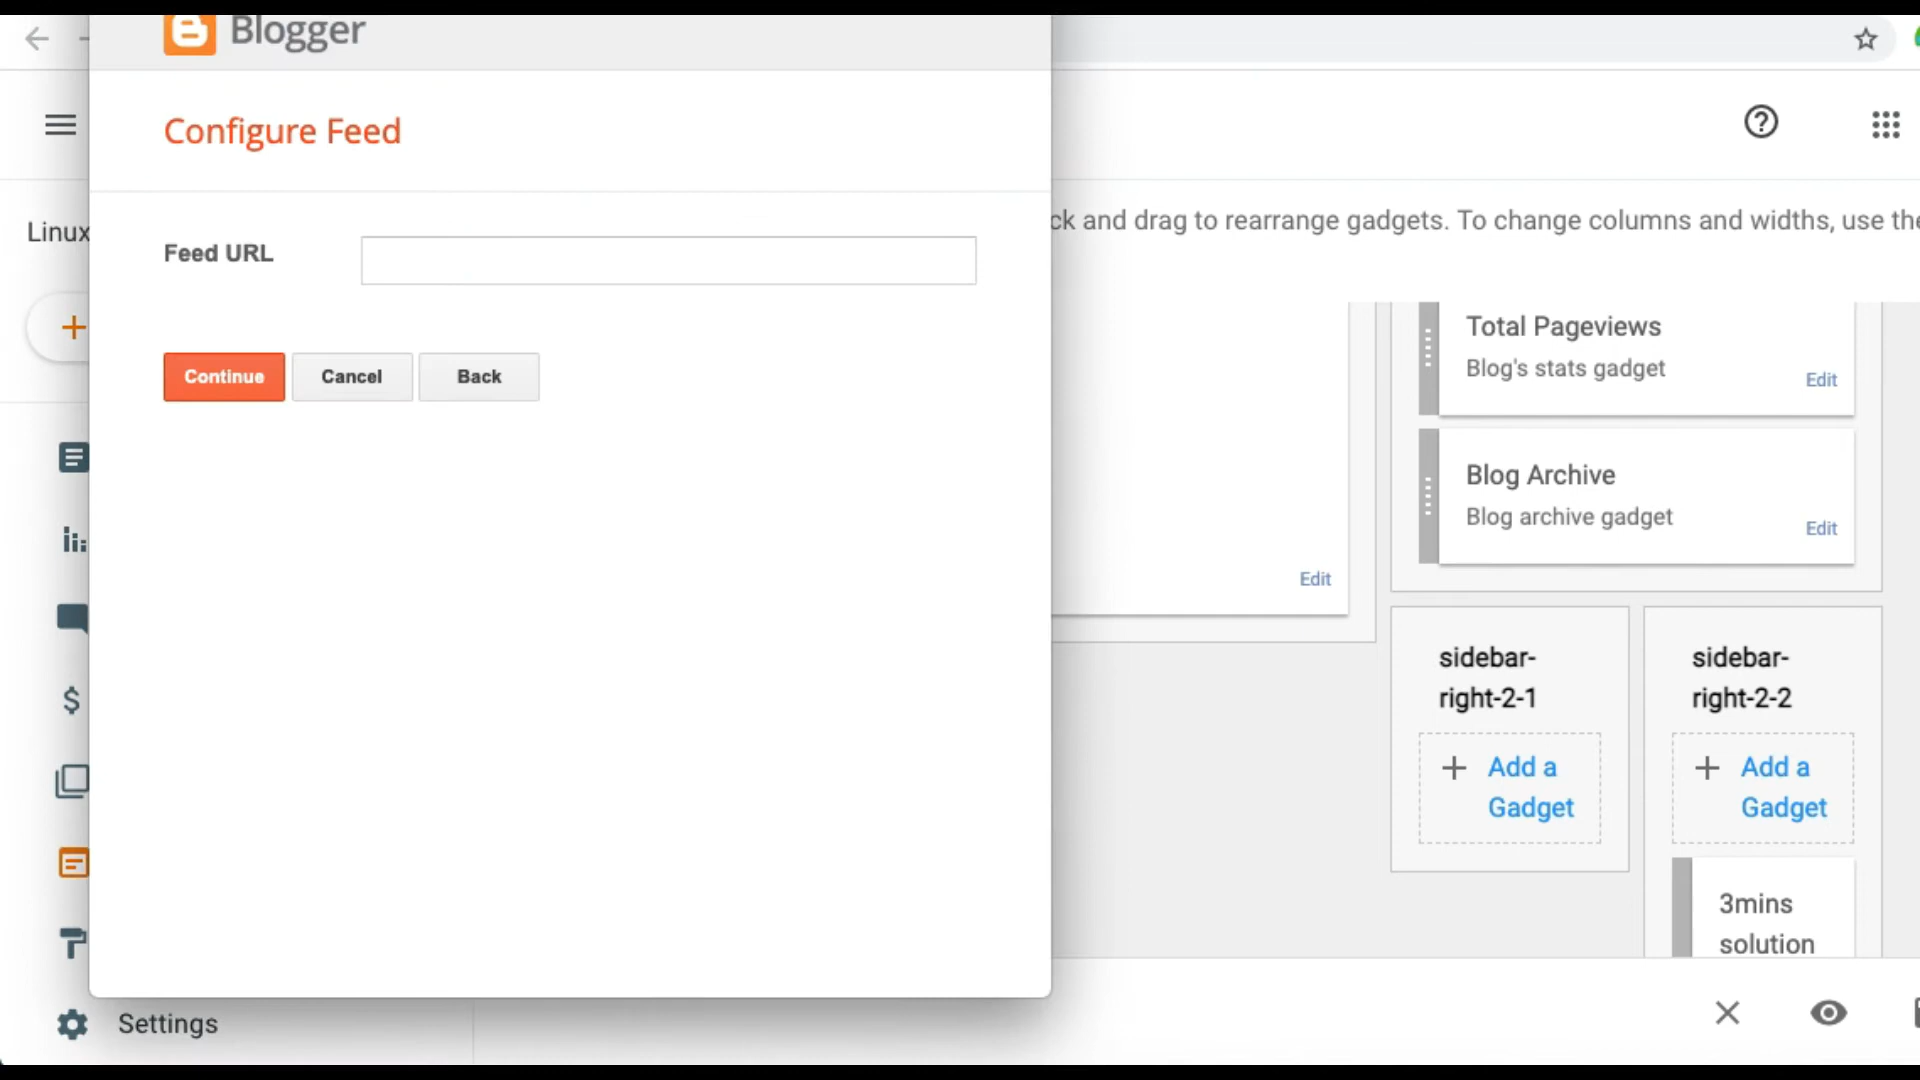 Blogger
Configure Feed
Feed URL
Continue
Cancel
Back
Linux
ck and drag to rearrange gadgets. To change columns and widths, use the
Total Pageviews
Blog's stats gadget
Edit
Blog Archive
Blog archive gadget
Edit
Edit
sidebar-
right-2-1
+ Add a
Gadget
sidebar-
right-2-2
+ Add a
Gadget
3mins
solution
Settings